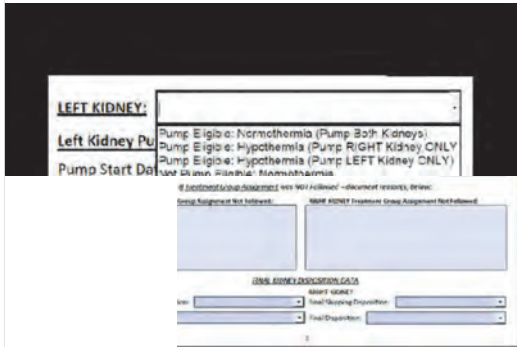 LEFT KIDNEY:
Pump Eligible: Normothermia (Pump Both Kidneys)
Left Kidney Pu
Pump Eligible: Hypothermia (Pump RIGHT Kidney ONLY
Pump Eligible: Hypothermia (Pump LEFT Kidney ONLY)
Pump Start Dat
Not Pump Eligible: Normothermia
if Treatment Group Assignment was NOT Followed – document reason(s), below:
Group Assignment Not Followed:
RIGHT KIDNEY Treatment Group Assignment Not Followed:
FINAL KIDNEY DISPOSITION DATA
RIGHT KIDNEY
Final Stopping Disposition:
Final Disposition: